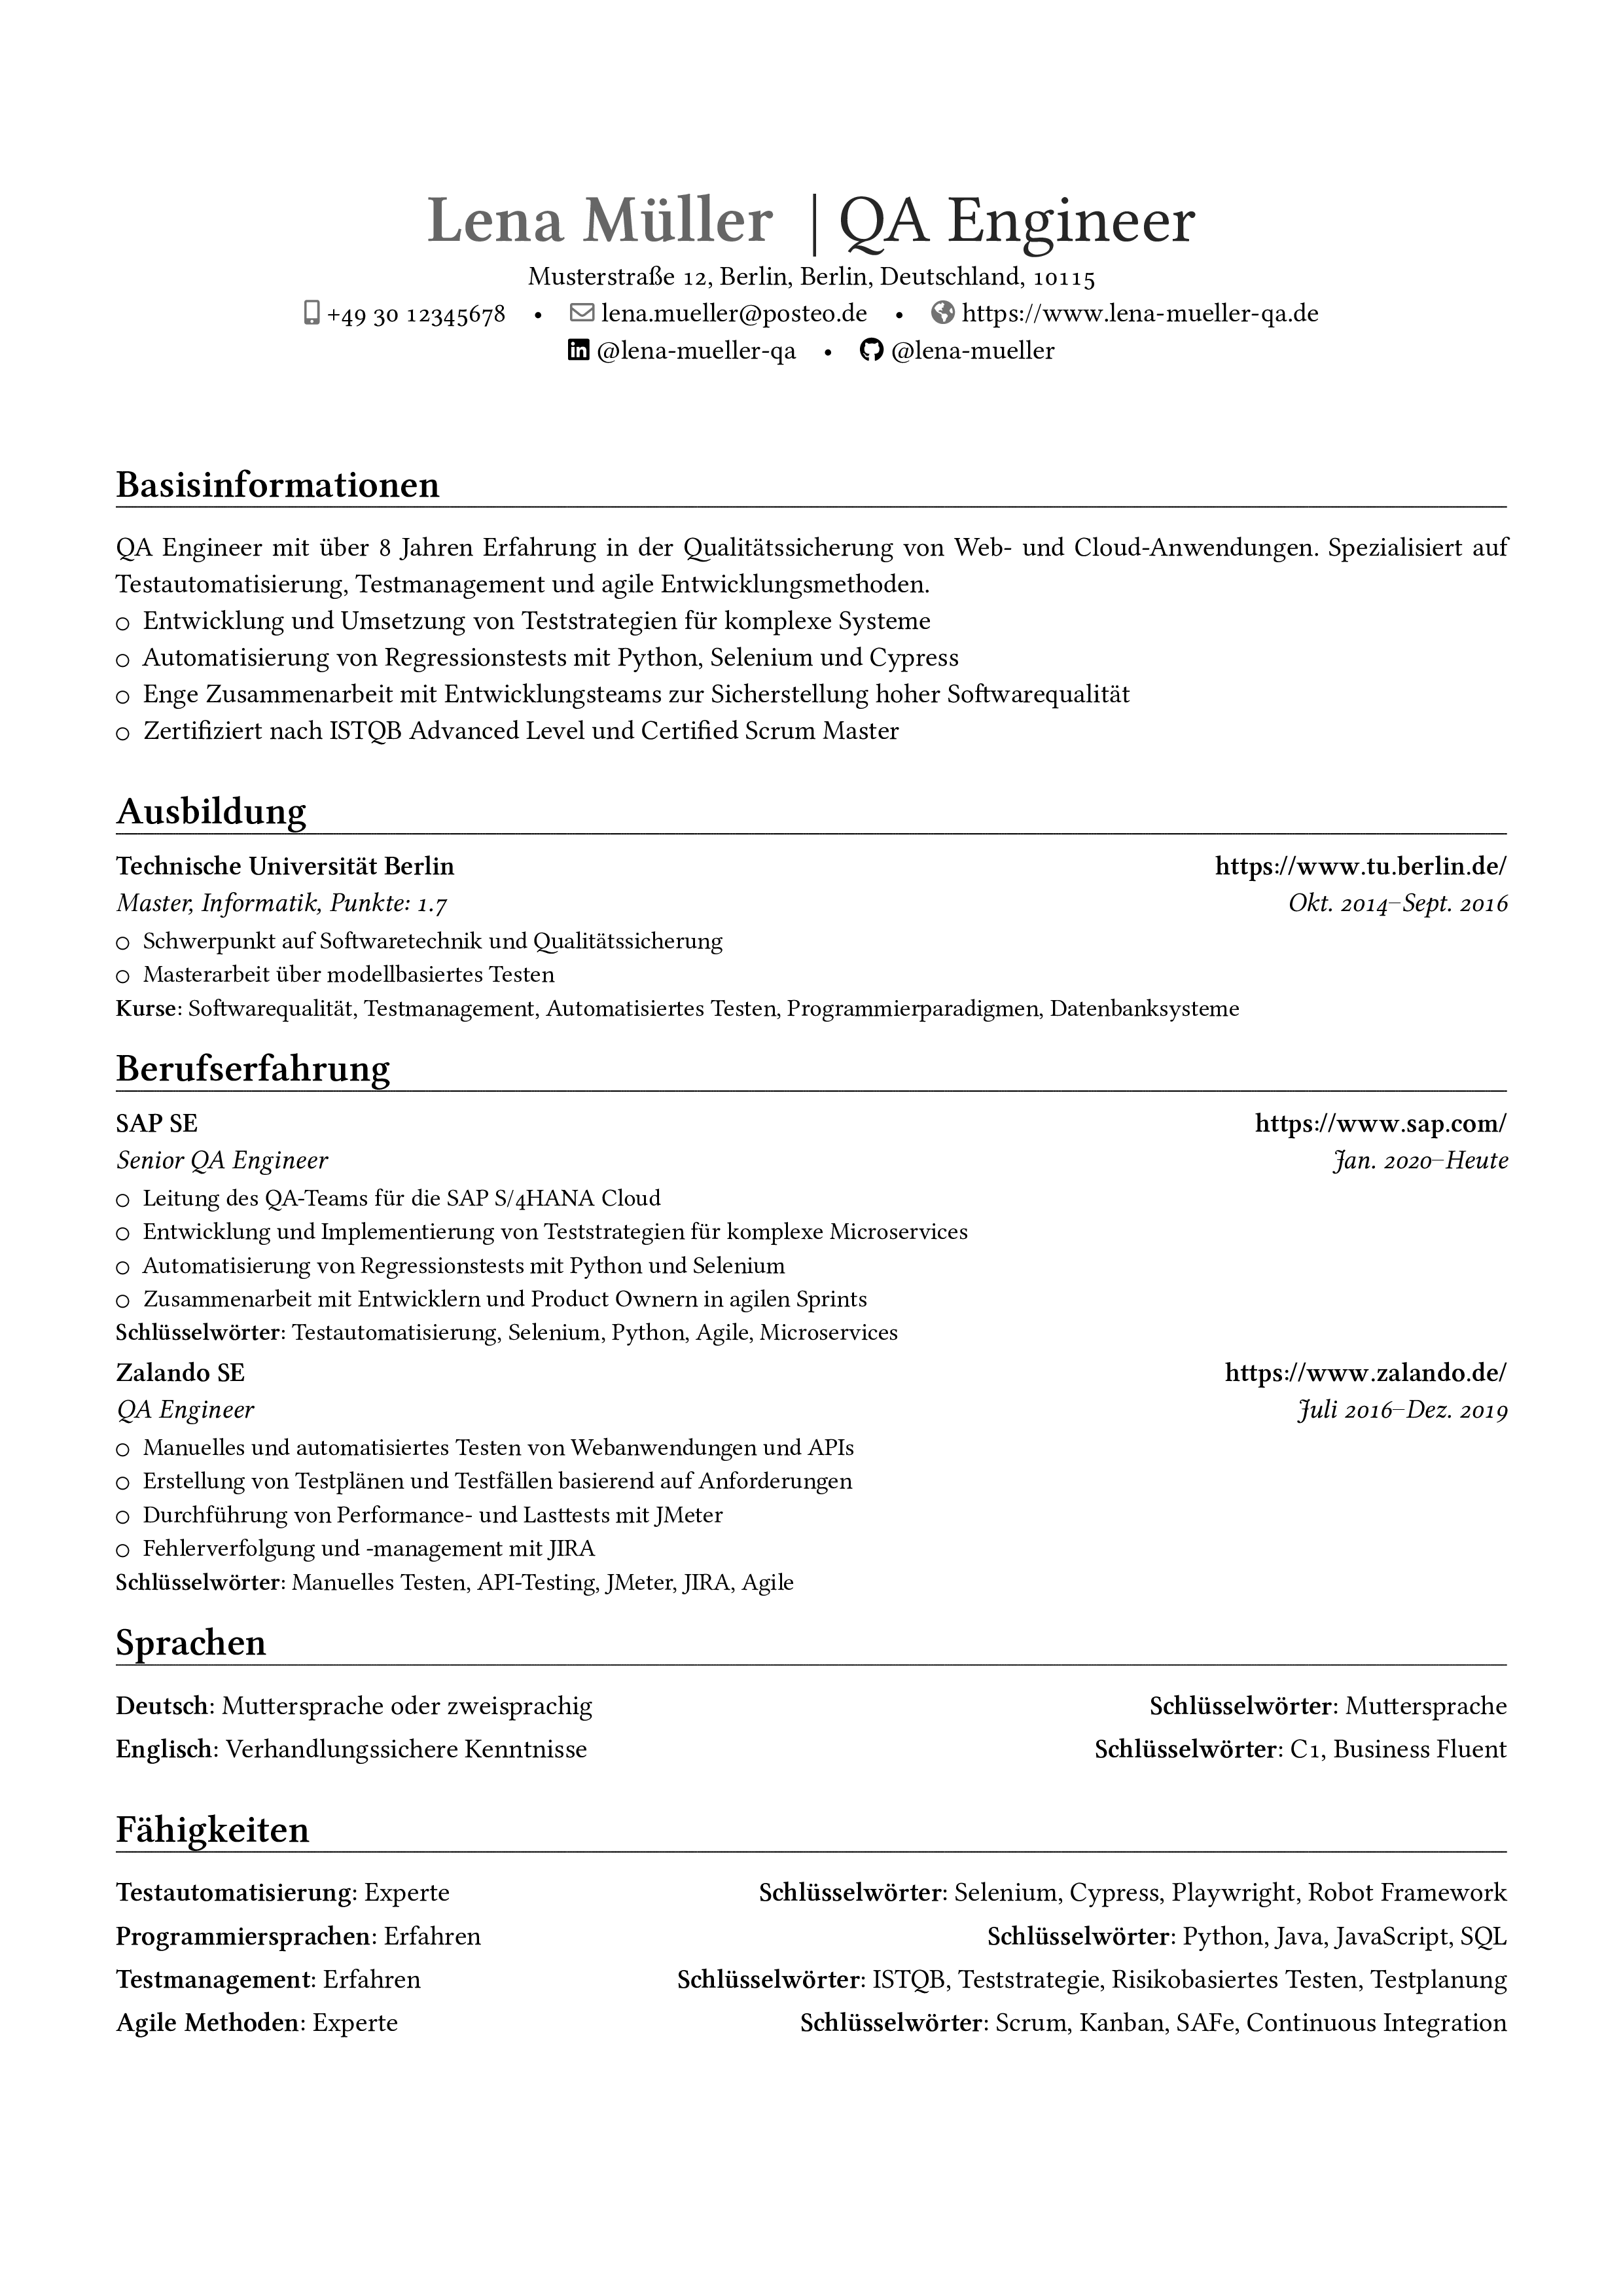 Lena Müller | QA Engineer
Musterstraße 12, Berlin, Berlin, Deutschland, 10115
+49 30 12345678 • lena.mueller@posteo.de • https://www.lena-mueller-qa.de
@lena-mueller-qa • @lena-mueller
Basisinformationen
QA Engineer mit über 8 Jahren Erfahrung in der Qualitätssicherung von Web- und Cloud-Anwendungen. Spezialisiert auf
Testautomatisierung, Testmanagement und agile Entwicklungsmethoden.
○ Entwicklung und Umsetzung von Teststrategien für komplexe Systeme
○ Automatisierung von Regressionstests mit Python, Selenium und Cypress
○ Enge Zusammenarbeit mit Entwicklungsteams zur Sicherstellung hoher Softwarequalität
○ Zertifiziert nach ISTQB Advanced Level und Certified Scrum Master
Ausbildung
Technische Universität Berlin https://www.tu.berlin.de/
Master, Informatik, Punkte: 1.7 Okt. 2014–Sept. 2016
○ Schwerpunkt auf Softwaretechnik und Qualitätssicherung
○ Masterarbeit über modellbasiertes Testen
Kurse: Softwarequalität, Testmanagement, Automatisiertes Testen, Programmierparadigmen, Datenbanksysteme
Berufserfahrung
SAP SE https://www.sap.com/
Senior QA Engineer Jan. 2020–Heute
○ Leitung des QA-Teams für die SAP S/4HANA Cloud
○ Entwicklung und Implementierung von Teststrategien für komplexe Microservices
○ Automatisierung von Regressionstests mit Python und Selenium
○ Zusammenarbeit mit Entwicklern und Product Ownern in agilen Sprints
Schlüsselwörter: Testautomatisierung, Selenium, Python, Agile, Microservices
Zalando SE https://www.zalando.de/
QA Engineer Juli 2016–Dez. 2019
○ Manuelles und automatisiertes Testen von Webanwendungen und APIs
○ Erstellung von Testplänen und Testfällen basierend auf Anforderungen
○ Durchführung von Performance- und Lasttests mit JMeter
○ Fehlerverfolgung und -management mit JIRA
Schlüsselwörter: Manuelles Testen, API-Testing, JMeter, JIRA, Agile
Sprachen
Deutsch: Muttersprache oder zweisprachig Schlüsselwörter: Muttersprache
Englisch: Verhandlungssichere Kenntnisse Schlüsselwörter: C1, Business Fluent
Fähigkeiten
Testautomatisierung: Experte Schlüsselwörter: Selenium, Cypress, Playwright, Robot Framework
Programmiersprachen: Erfahren Schlüsselwörter: Python, Java, JavaScript, SQL
Testmanagement: Erfahren Schlüsselwörter: ISTQB, Teststrategie, Risikobasiertes Testen, Testplanung
Agile Methoden: Experte Schlüsselwörter: Scrum, Kanban, SAFe, Continuous Integration